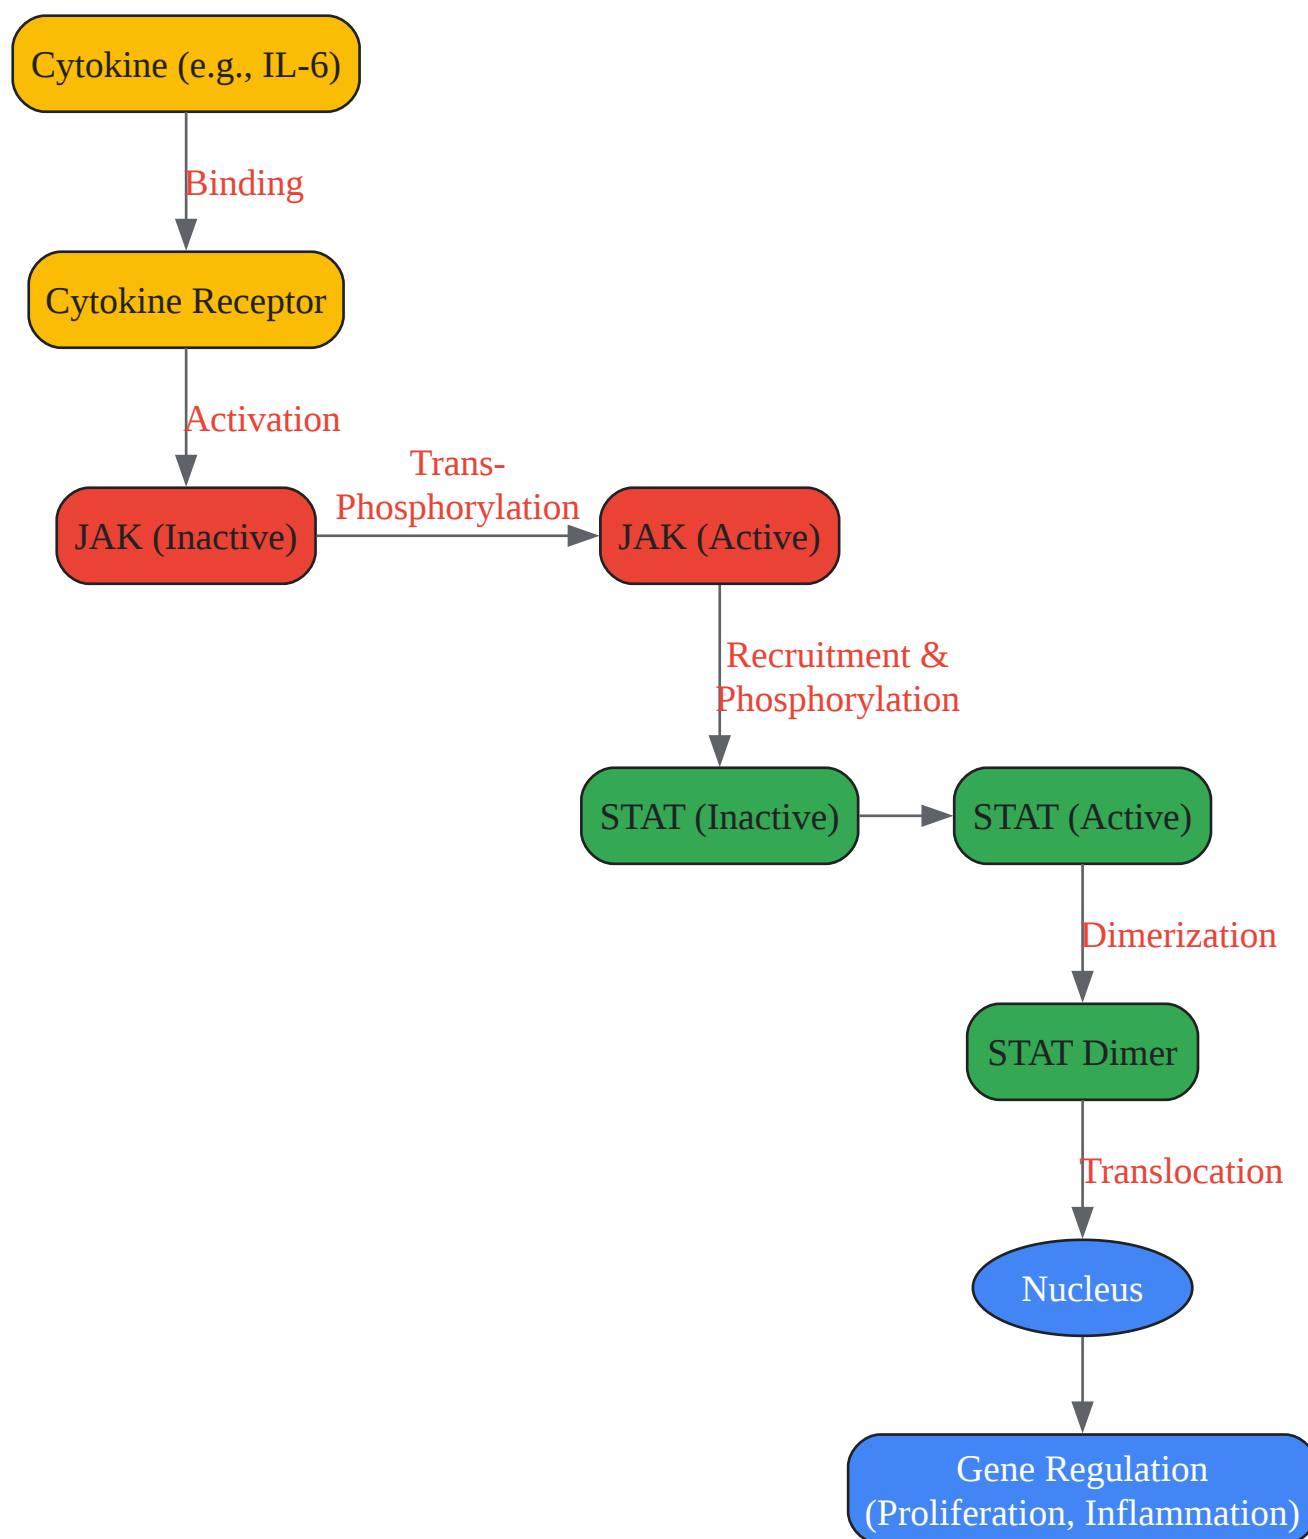 Cytokine (e.g., IL-6)
Binding
Cytokine Receptor
Activation
Trans-
Phosphorylation
JAK (Inactive)
JAK (Active)
Recruitment &
Phosphorylation
STAT (Inactive)
STAT (Active)
Dimerization
STAT Dimer
Translocation
Nucleus
Gene Regulation
(Proliferation, Inflammation)